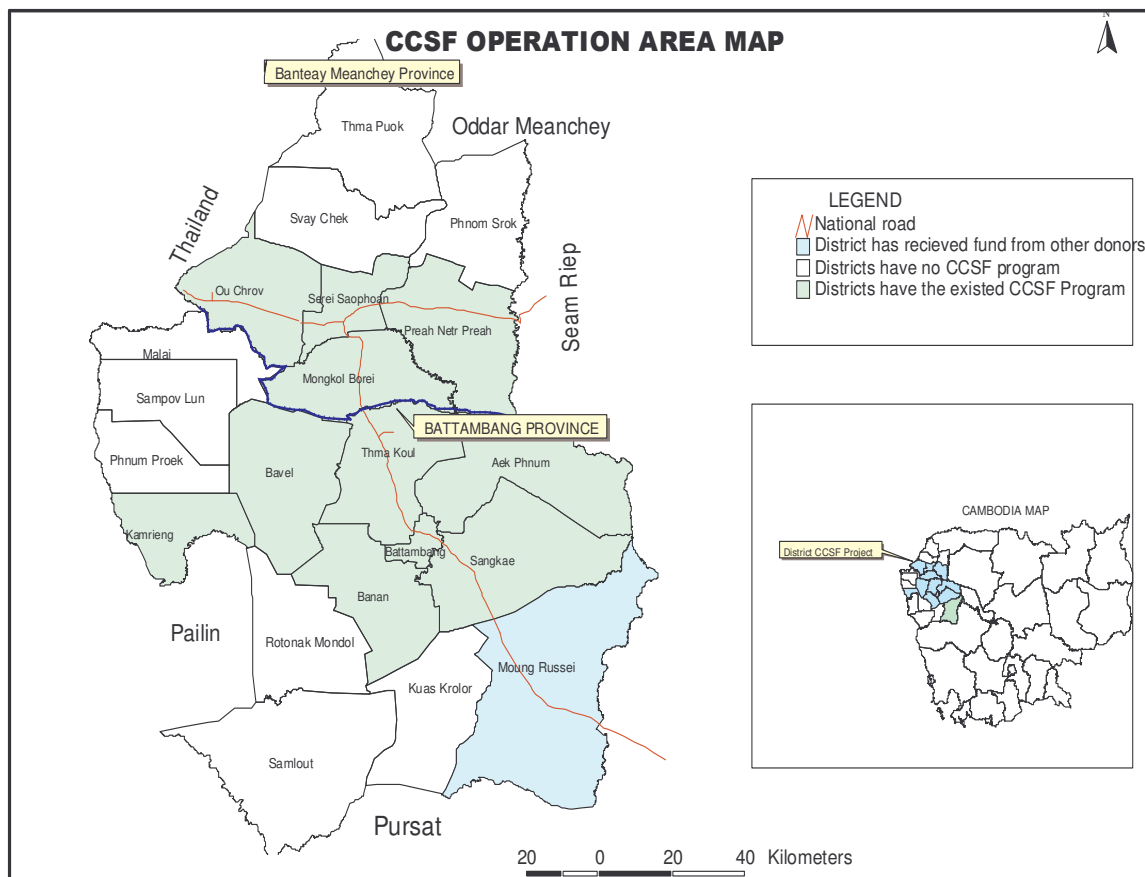 N
CCSF OPERATION AREA MAP
Banteay Meanchey Province
Thma Puok
Oddar Meanchey
Svay Chek
Phnom Srok
Thailand
Ou Chrov
Serei Saophoan
Preah Netr Preah
Seam Riep
Malai
Mongkol Borei
Sampov Lun
BATTAMBANG PROVINCE
Thma Koul
Phnum Proek
Bavel
Aek Phnum
Kamrieng
Battambang
Sangkae
Banan
Pailin
Rotonak Mondol
Moung Russei
Kuas Krolor
Samlout
Pursat
20 0 20 40 Kilometers
LEGEND
National road
District has recieved fund from other donors
Districts have no CCSF program
Districts have the existed CCSF Program
CAMBODIA MAP
District CCSF Project